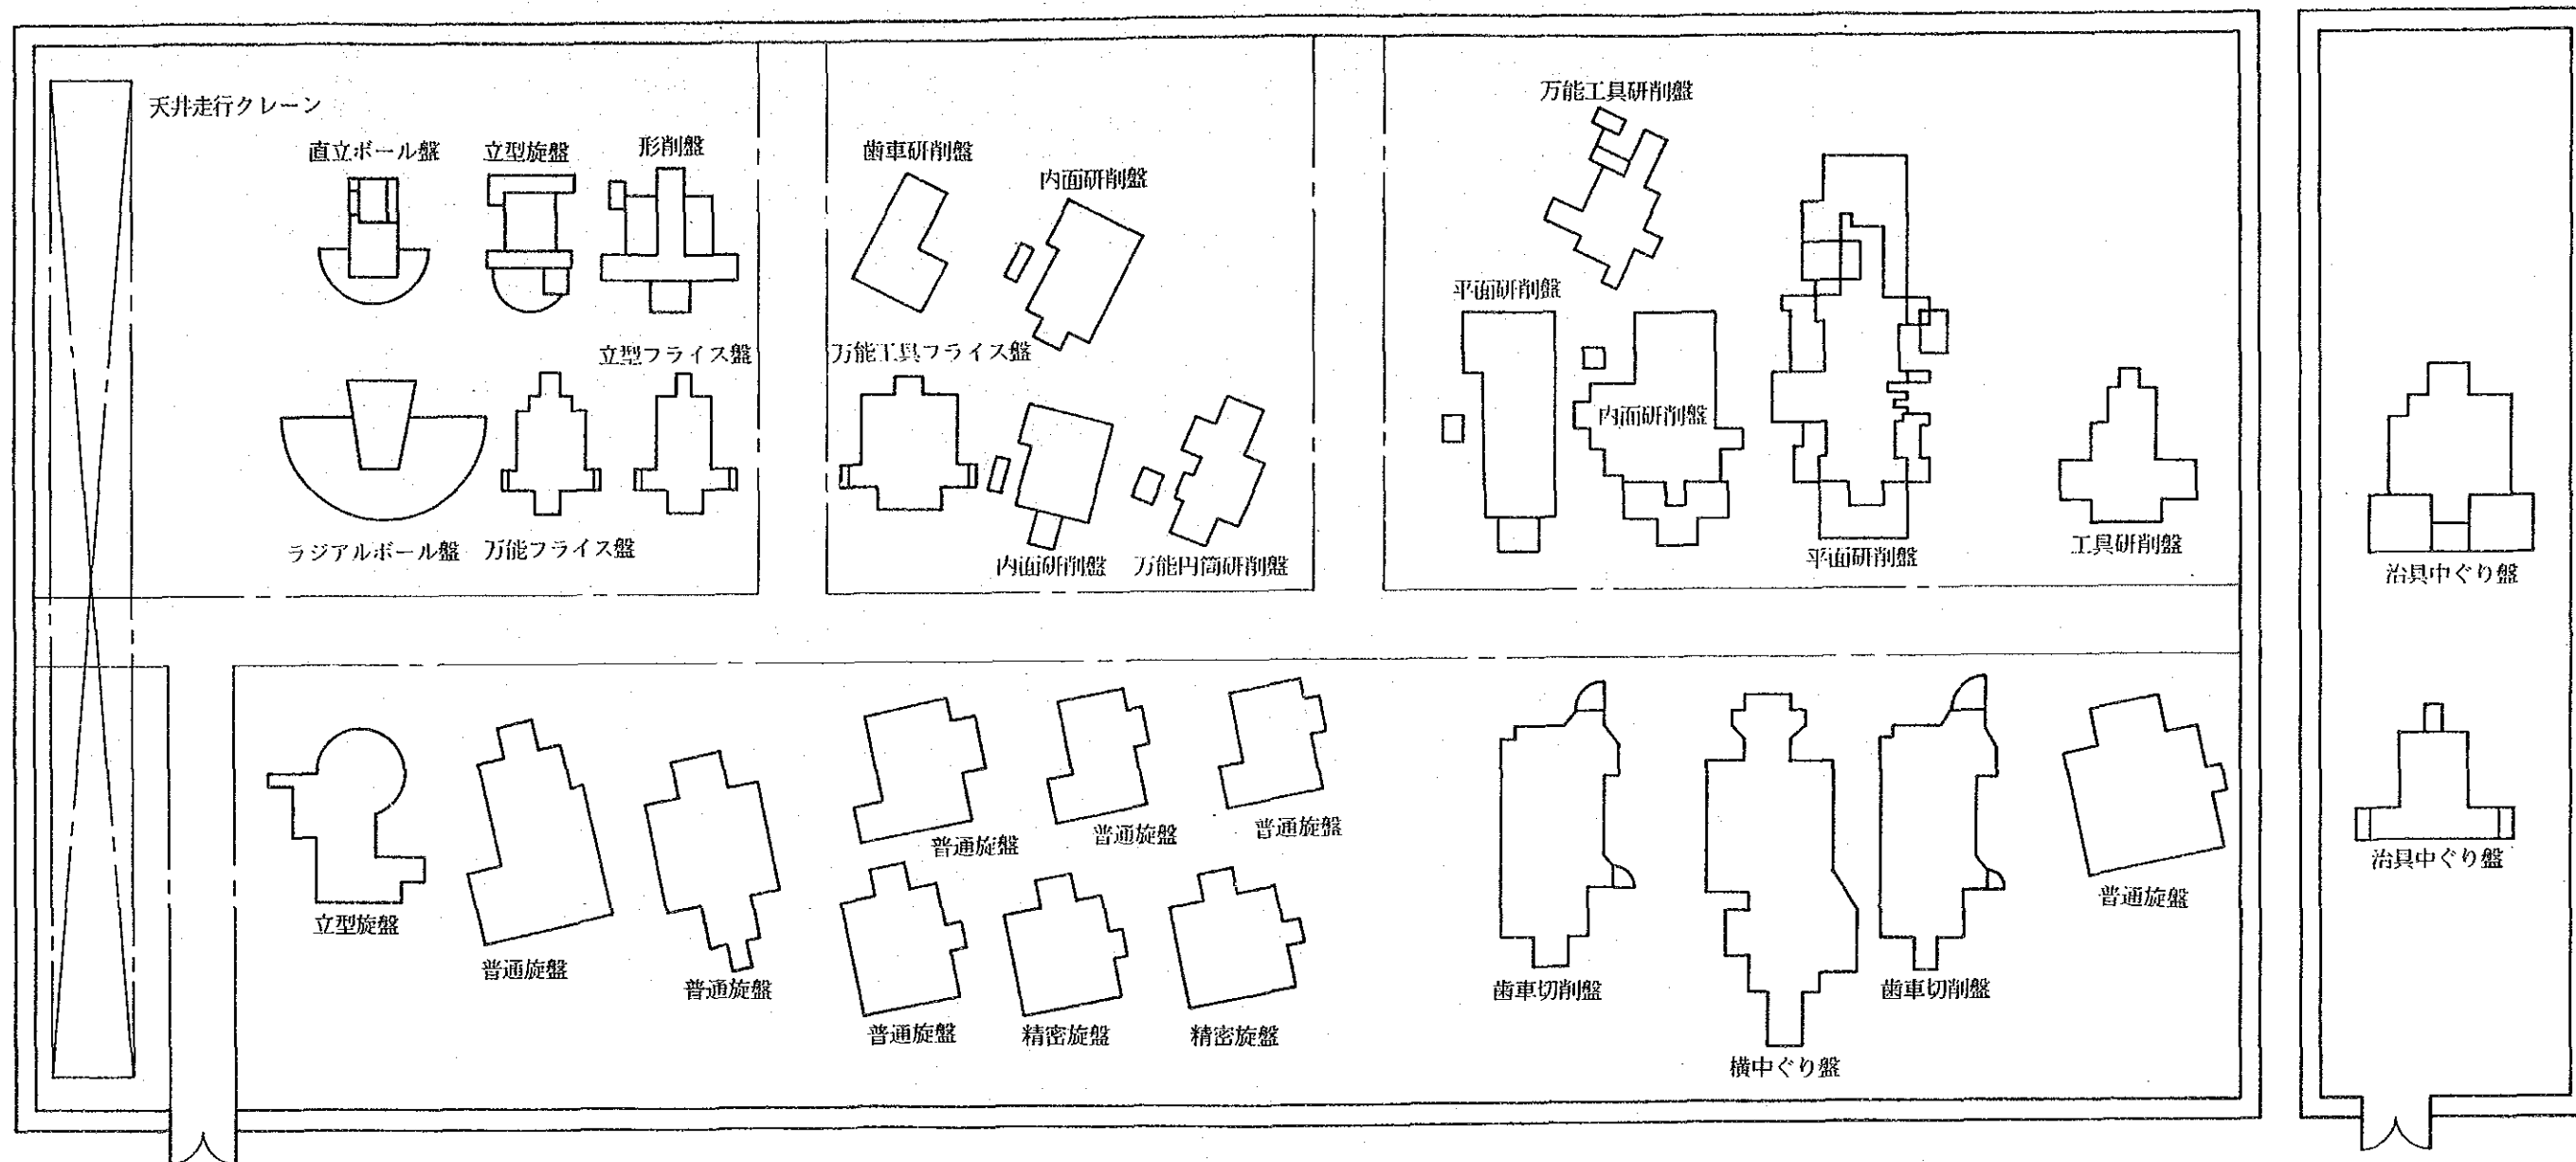 天井走行クレーン
直立ボール盤
立型旋盤
形削盤
立型フライス盤
ラジアルボール盤
万能フライス盤
歯車研削盤
内面研削盤
万能工具フライス盤
内面研削盤
万能円筒研削盤
万能工具研削盤
平面研削盤
内面研削盤
平面研削盤
工具研削盤
治具中ぐり盤
立型旋盤
普通旋盤
普通旋盤
普通旋盤
普通旋盤
普通旋盤
普通旋盤
精密旋盤
精密旋盤
歯車切削盤
横中ぐり盤
歯車切削盤
普通旋盤
治具中ぐり盤